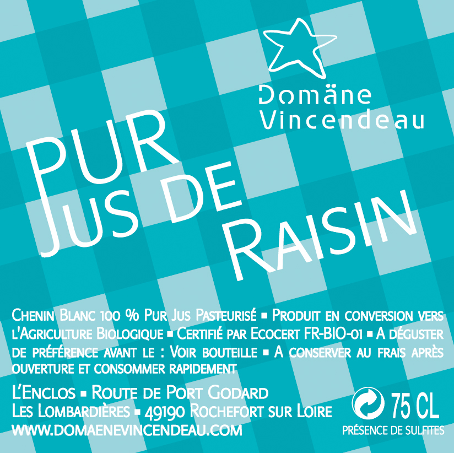 Domäne
Vincendeau
PUR
JUS DE
RAISIN
CHENIN BLANC 100 % PUR JUS PASTEURISÉ ▪ PRODUIT EN CONVERSION VERS
L'AGRICULTURE BIOLOGIQUE ▪ CERTIFIÉ PAR ECOCERT FR-BIO-01 ▪ A DÉGUSTER
DE PRÉFÉRENCE AVANT LE : VOIR BOUTEILLE ▪ A CONSERVER AU FRAIS APRÈS
OUVERTURE ET CONSOMMER RAPIDEMENT
L'ENCLOS ▪ ROUTE DE PORT GODARD
LES LOMBARDIÈRES ▪ 49190 ROCHEFORT SUR LOIRE
WWW.DOMAENEVINCENDEAU.COM
75 CL
PRÉSENCE DE SULFITES